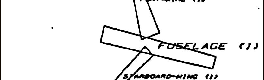 FUSELAGE (1)
STARBOARD-WING (1)